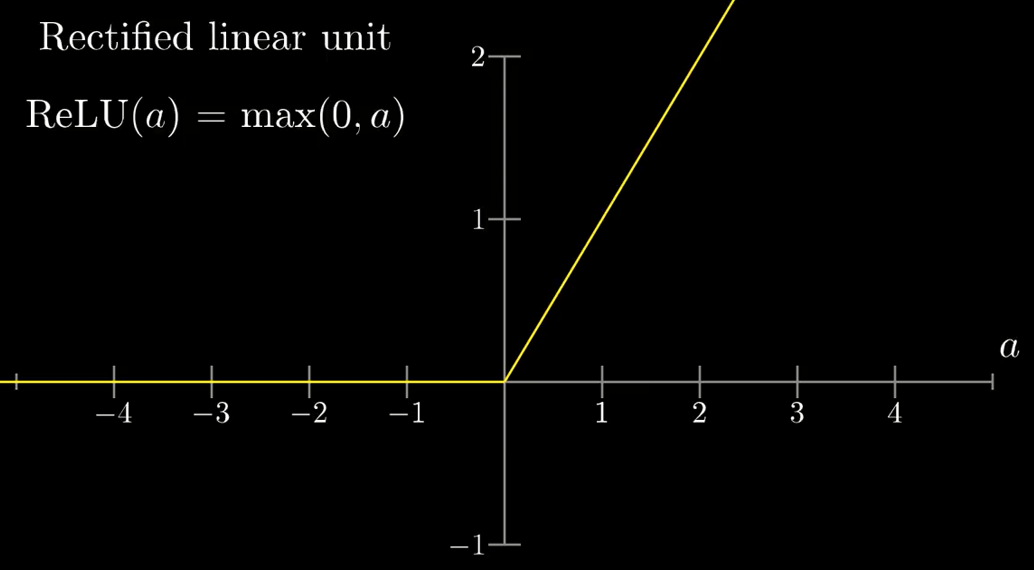 Rectified linear unit
ReLU(a) = max(0, a)
2
1
a
−4 −3 −2 −1 1 2 3 4
−1